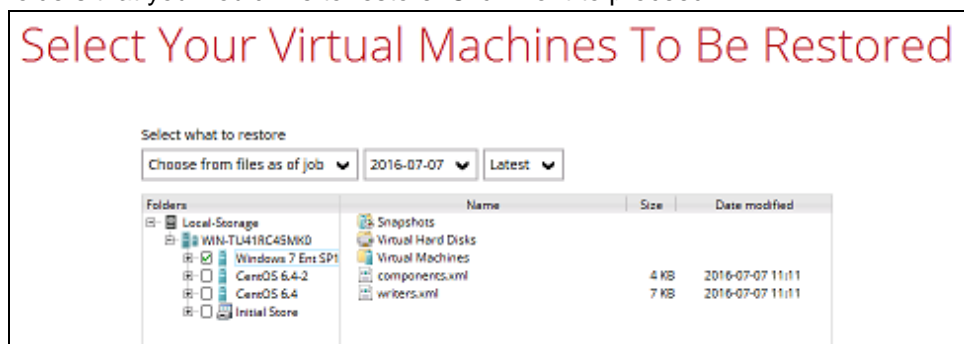 Select Your Virtual Machines To Be Restored
Select what to restore
Choose from files as of job 2016-07-07 Latest
Folders Name Size Date modified
Local-Storage Snapshots
WIN-TU41RC45MK0 Virtual Hard Disks
Windows 7 Ent SP1 Virtual Machines
CentOS 6.4-2 components.xml 4 KB 2016-07-07 11:11
CentOS 6.4 writers.xml 7 KB 2016-07-07 11:11
Initial Store